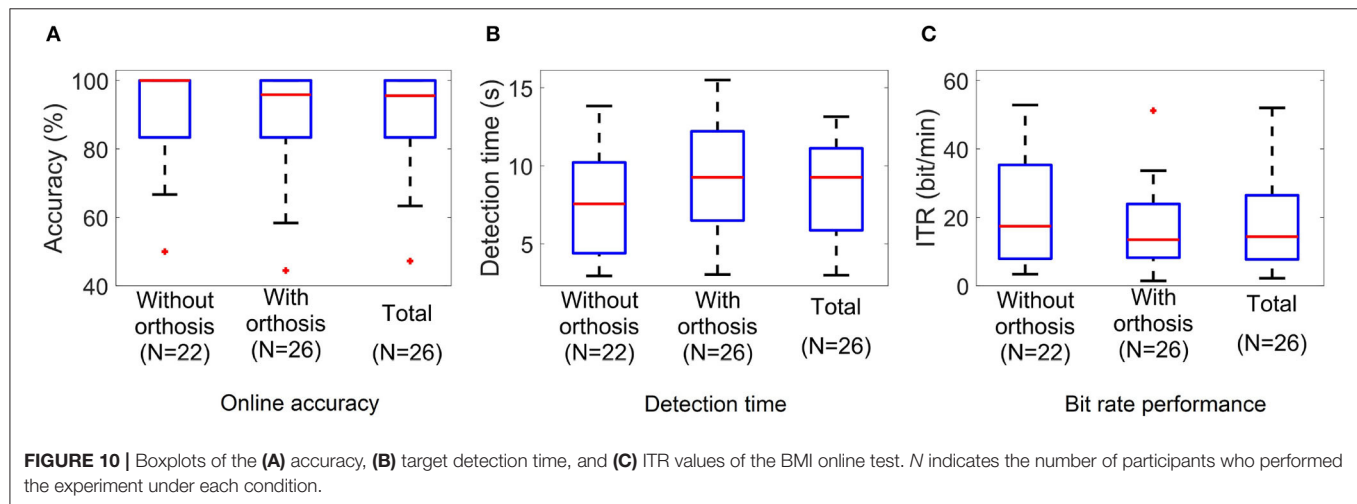 A
Accuracy (%)
100
80
60
40
Without
orthosis
(N=22)
With
orthosis
(N=26)
Total
(N=26)
Online accuracy
B
Detection time (s)
15
10
5
Without
orthosis
(N=22)
With
orthosis
(N=26)
Total
(N=26)
Detection time
C
ITR (bit/min)
60
40
20
0
Without
orthosis
(N=22)
With
orthosis
(N=26)
Total
(N=26)
Bit rate performance
FIGURE 10 | Boxplots of the (A) accuracy, (B) target detection time, and (C) ITR values of the BMI online test. N indicates the number of participants who performed
the experiment under each condition.